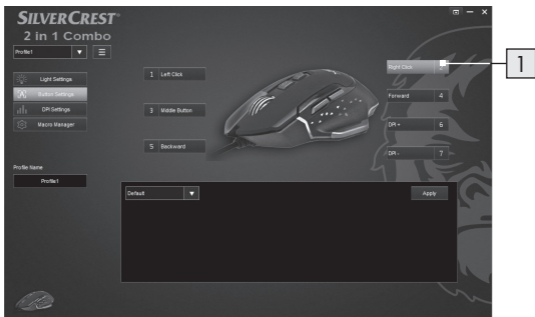 SILVERCREST®
2 in 1 Combo
Profile1
Light Settings
Button Settings
DPI Settings
Macro Manager
Profile Name
Profile1
1 Left Click
3 Middle Button
5 Backward
Right Click
Forward 4
DPI + 6
DPI - 7
Default
Apply
1